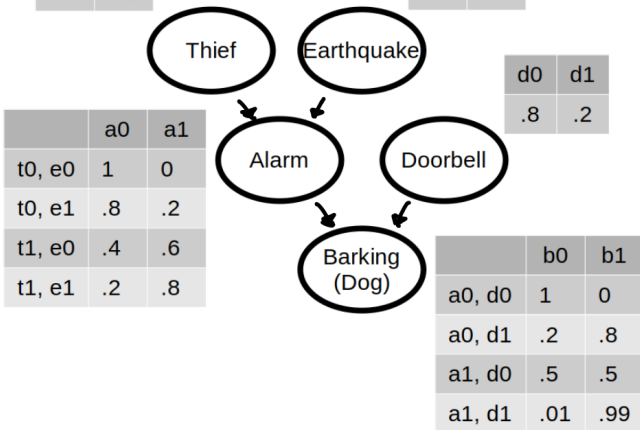 Thief
Earthquake
d0 d1
.8 .2
a0 a1
t0, e0 1 0
t0, e1 .8 .2
t1, e0 .4 .6
t1, e1 .2 .8
Alarm
Doorbell
Barking
(Dog)
b0 b1
a0, d0 1 0
a0, d1 .2 .8
a1, d0 .5 .5
a1, d1 .01 .99